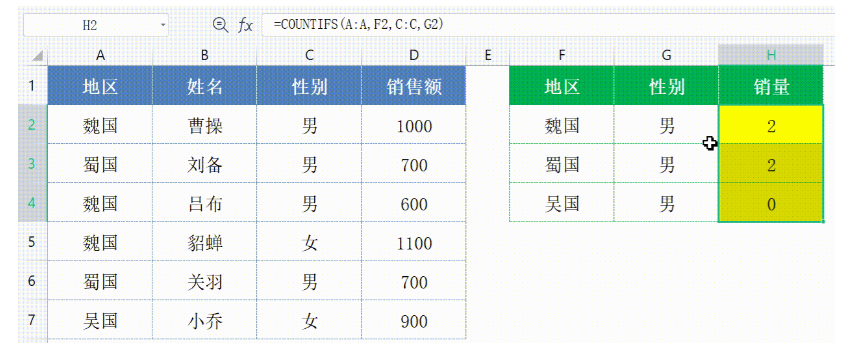 H2 fx =COUNTIFS(A:A,F2,C:C,G2)
A B C D E F G H
1 地区 姓名 性别 销售额 地区 性别 销量
2 魏国 曹操 男 1000 魏国 男 2
3 蜀国 刘备 男 700 蜀国 男 2
4 魏国 吕布 男 600 吴国 男 0
5 魏国 貂蝉 女 1100
6 蜀国 关羽 男 700
7 吴国 小乔 女 900